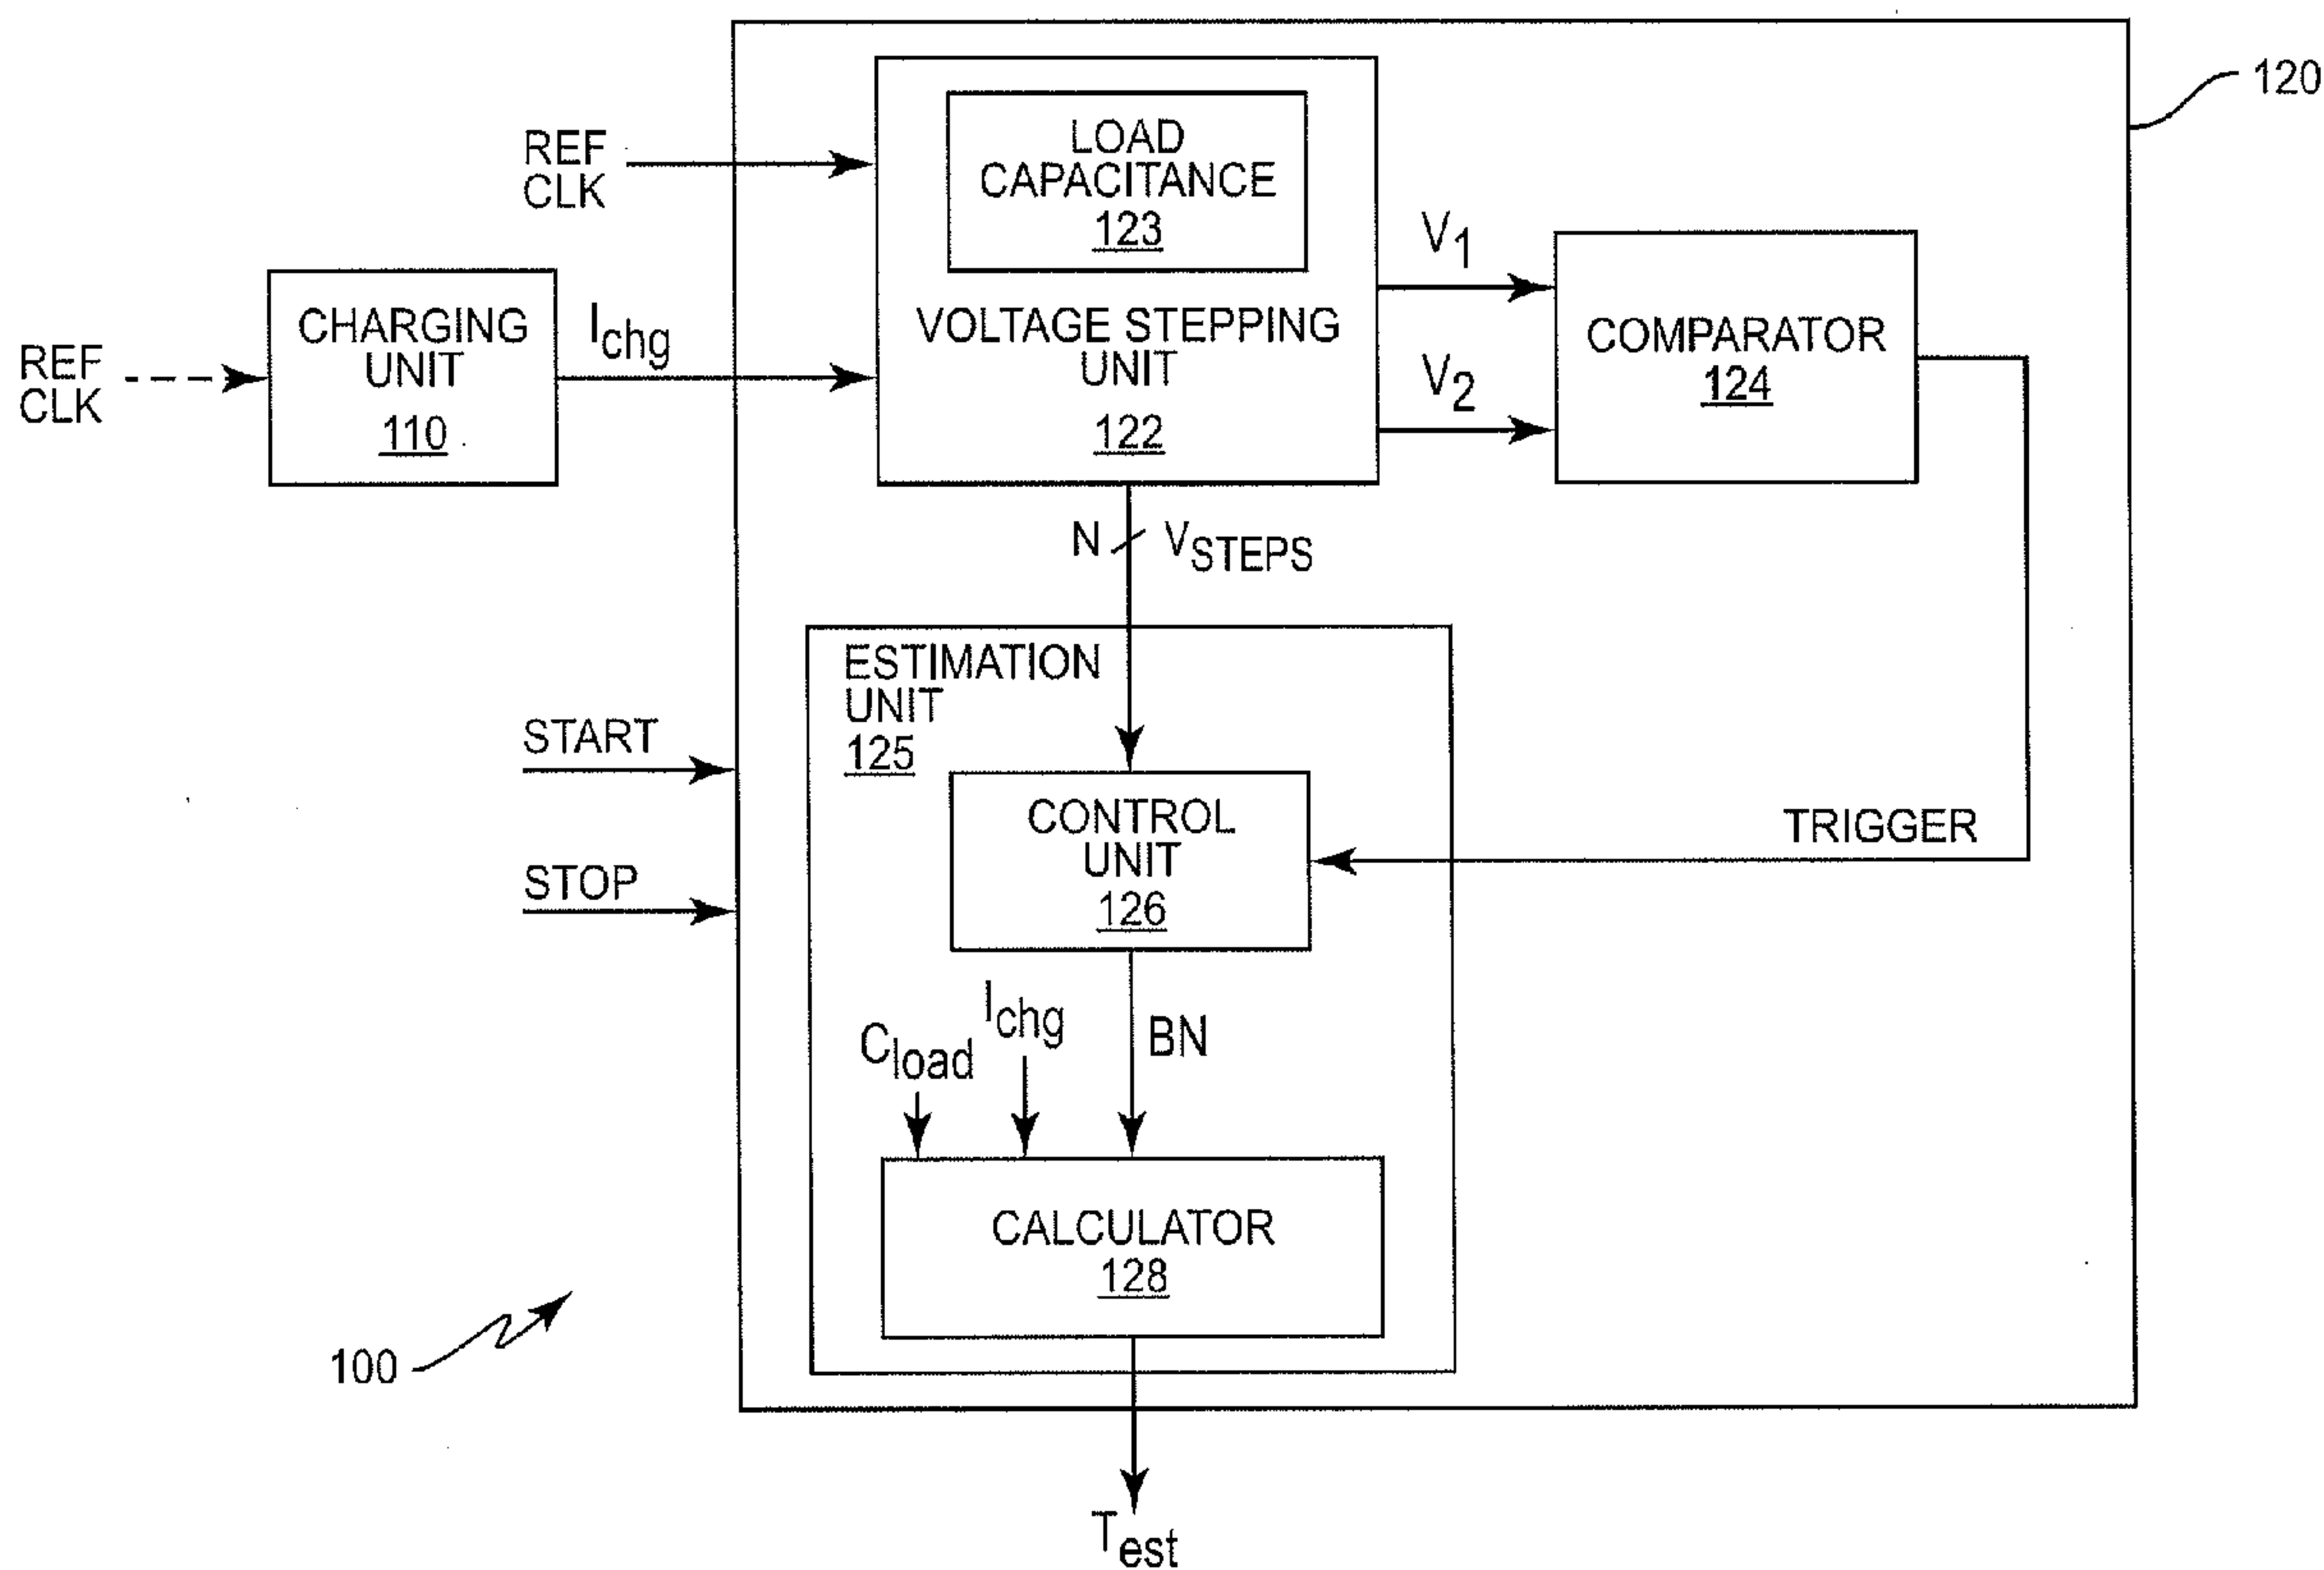 120
REF
CLK
LOAD
CAPACITANCE
123
V1
REF
CLK
CHARGING
UNIT
110
Ichg
VOLTAGE STEPPING
UNIT
122
V2
COMPARATOR
124
N
VSTEPS
ESTIMATION
UNIT
125
START
STOP
CONTROL
UNIT
126
TRIGGER
Cload
Ichg
BN
CALCULATOR
128
100
Test